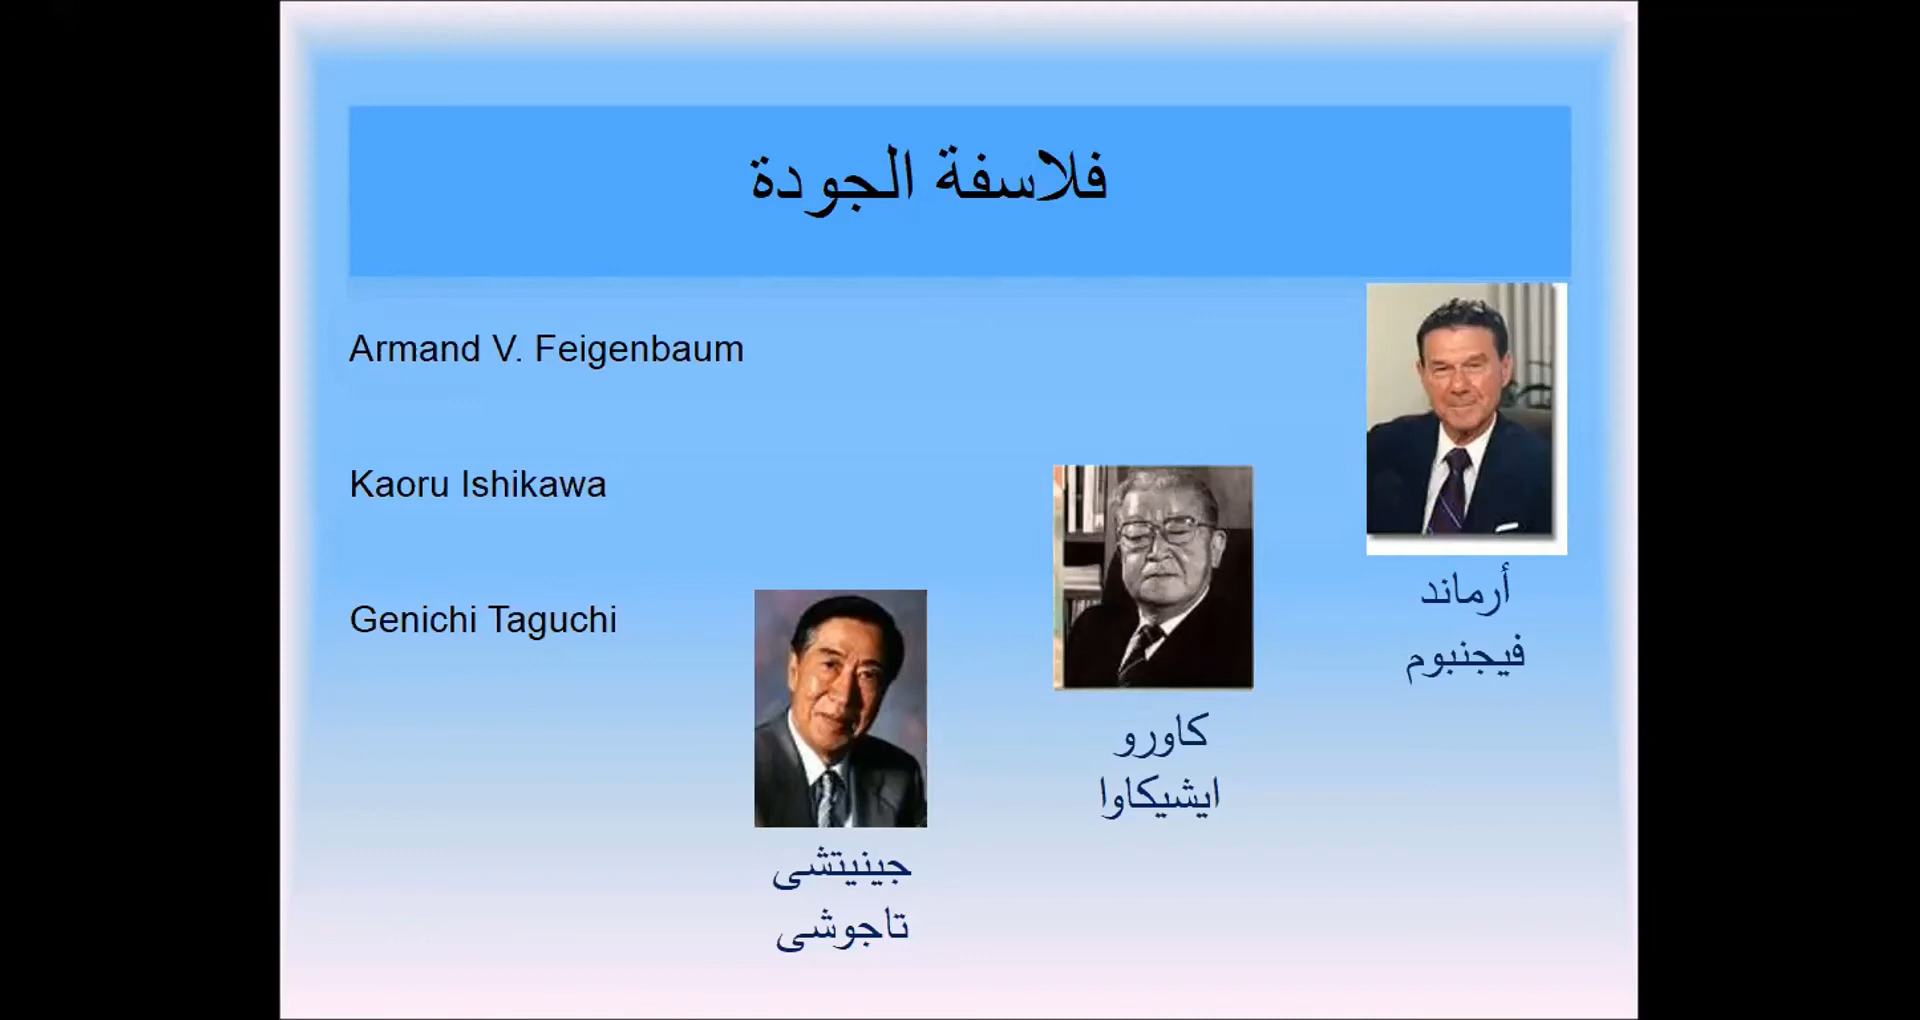 فلاسفة الجودة
Armand V. Feigenbaum
Kaoru Ishikawa
Genichi Taguchi
أرماند
فيجنبوم
كاورو
ايشيكاوا
جينيتشى
تاجوشى